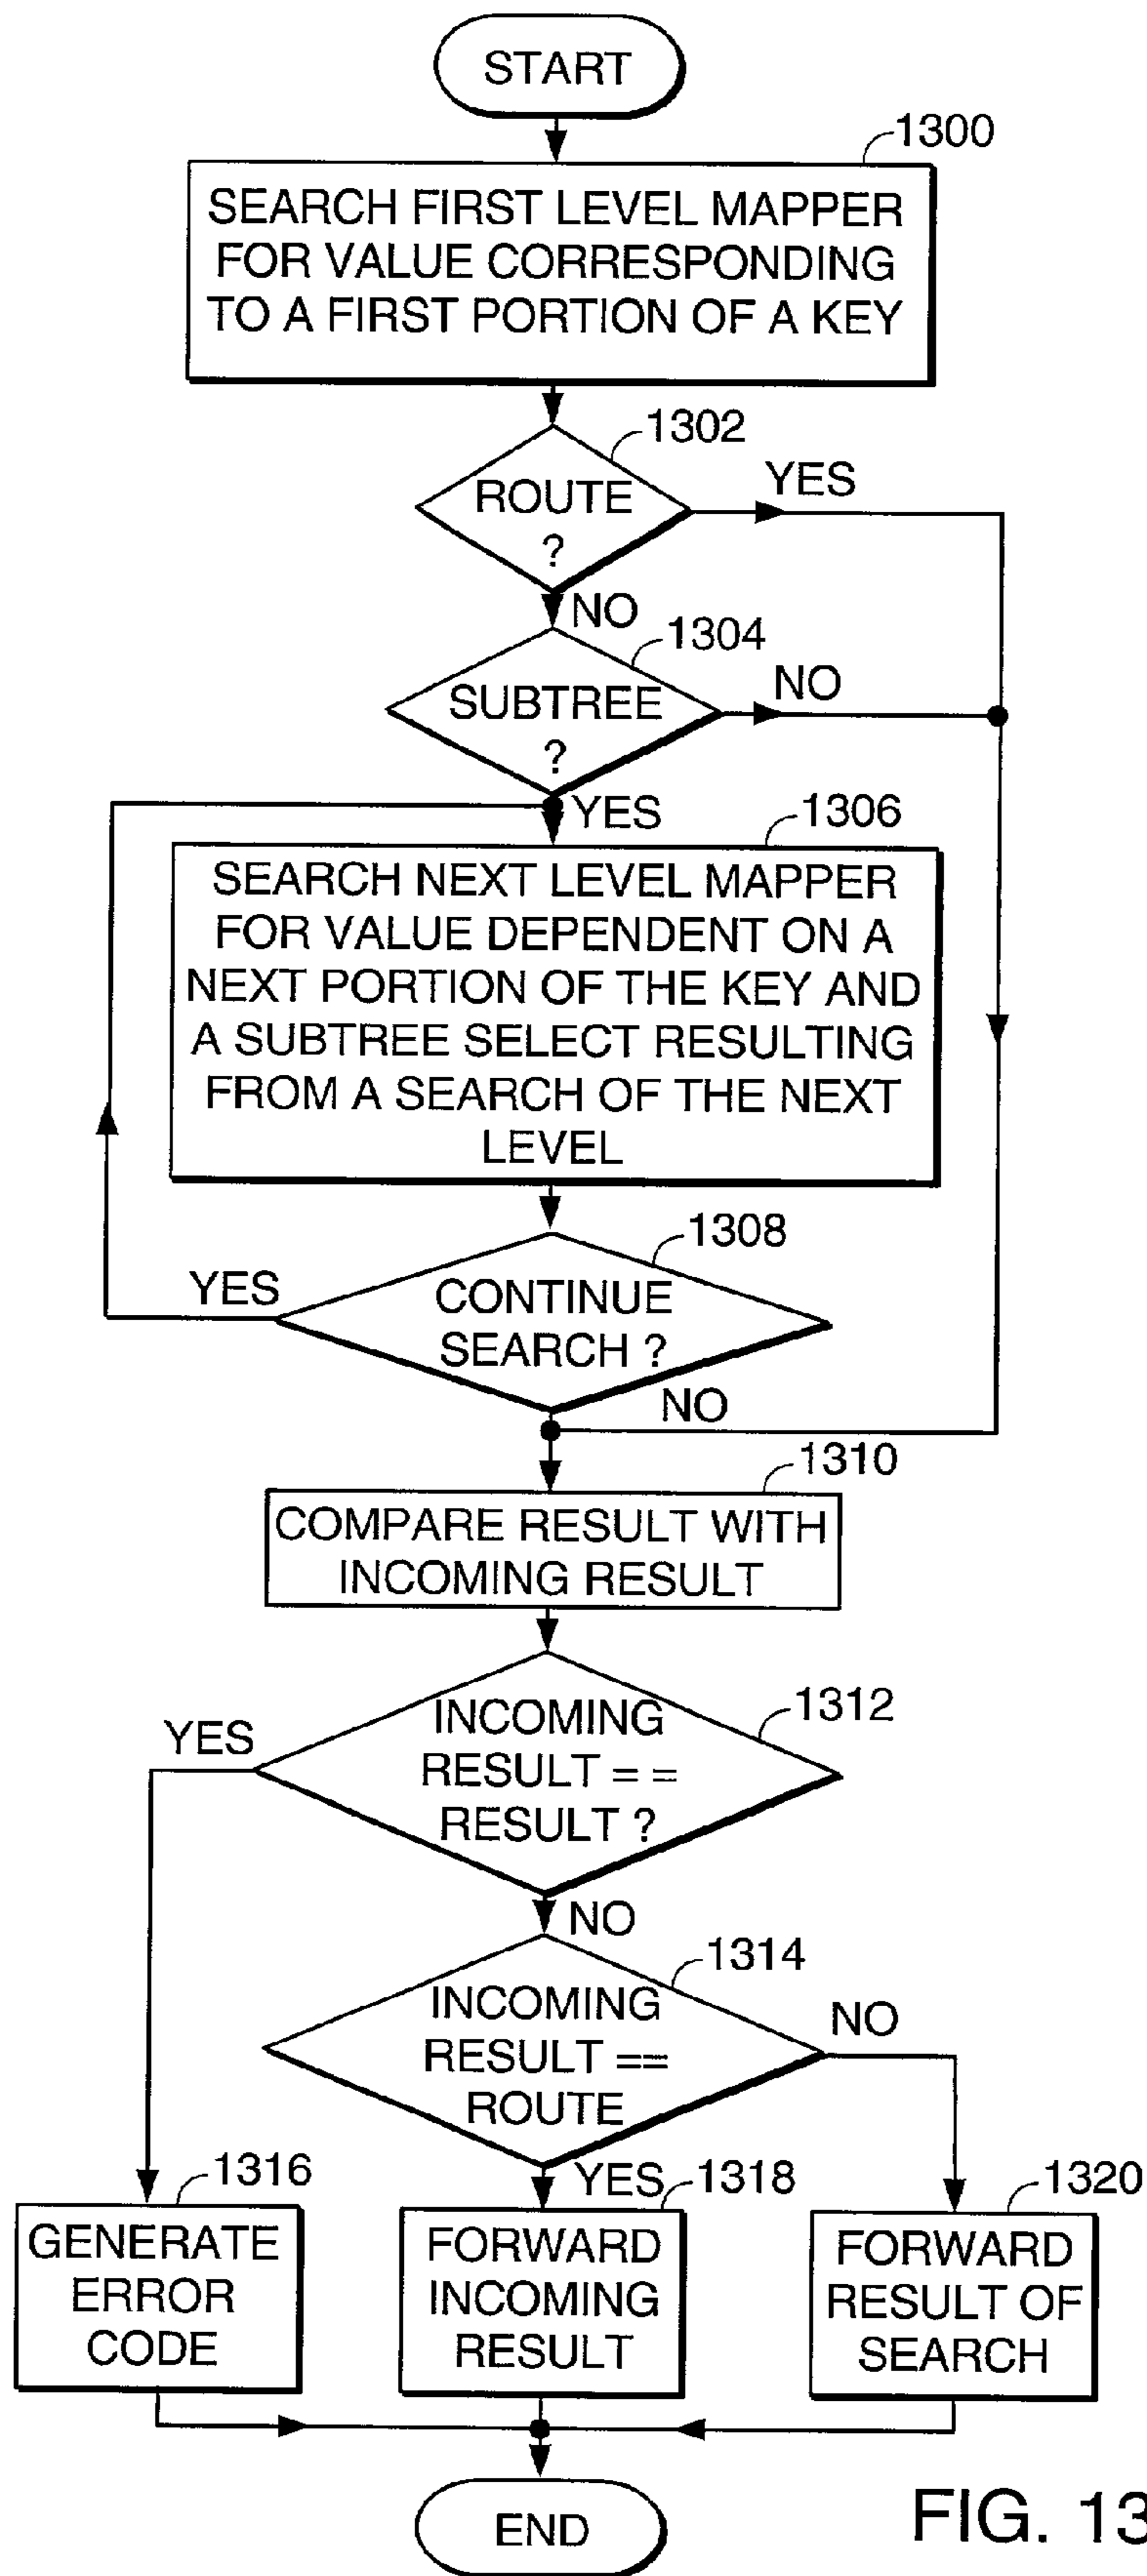 START
1300
SEARCH FIRST LEVEL MAPPER
FOR VALUE CORRESPONDING
TO A FIRST PORTION OF A KEY
1302
ROUTE
?
YES
NO
1304
SUBTREE
?
NO
YES
1306
SEARCH NEXT LEVEL MAPPER
FOR VALUE DEPENDENT ON A
NEXT PORTION OF THE KEY AND
A SUBTREE SELECT RESULTING
FROM A SEARCH OF THE NEXT
LEVEL
1308
YES
CONTINUE
SEARCH ?
NO
1310
COMPARE RESULT WITH
INCOMING RESULT
1312
YES
INCOMING
RESULT = =
RESULT ?
NO
1314
INCOMING
RESULT ==
ROUTE
NO
YES
1316
GENERATE
ERROR
CODE
1318
FORWARD
INCOMING
RESULT
1320
FORWARD
RESULT OF
SEARCH
END
FIG. 13